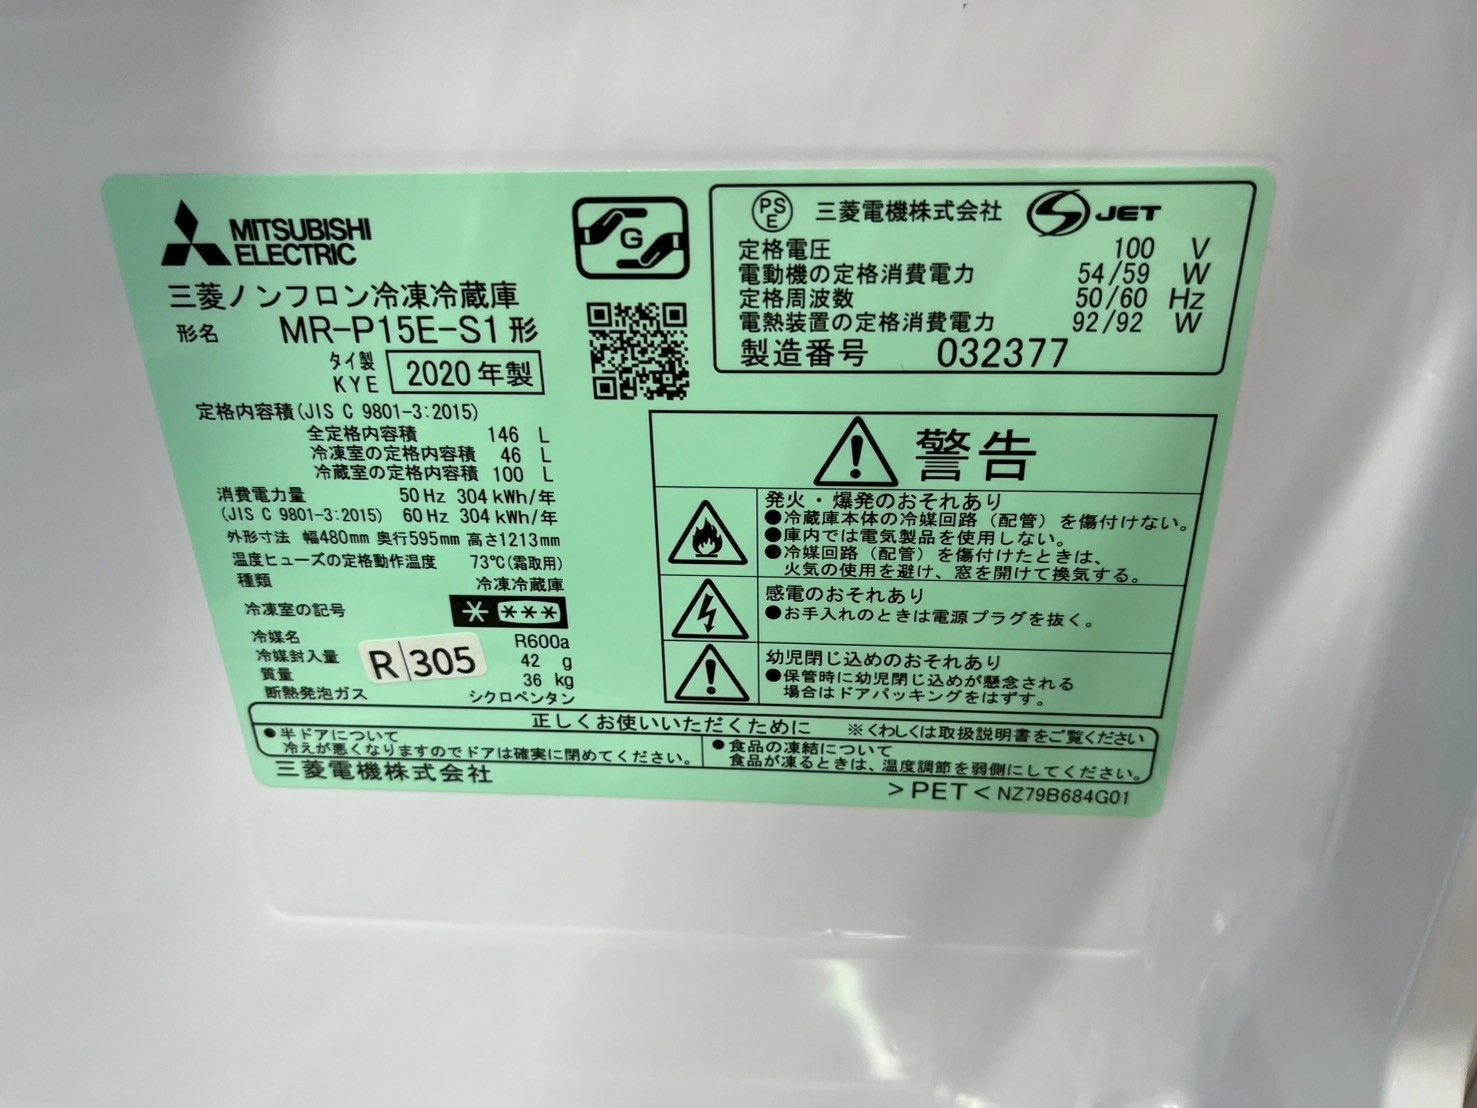 MITSUBISHI
ELECTRIC
三菱ノンフロン冷凍冷蔵庫
形名 MR-P15E-S1形
タイ製
KYE 2020年製
定格内容積(JIS C 9801-3:2015)
全定格内容積 146 L
冷凍室の定格内容積 46 L
冷蔵室の定格内容積 100 L
消費電力量 50Hz 304kWh/年
(JIS C 9801-3:2015) 60Hz 304kWh/年
外形寸法 幅480mm 奥行595mm 高さ1213mm
温度ヒューズの定格動作温度 73℃(霜取用)
種類 冷凍冷蔵庫
冷凍室の記号 * ***
冷媒名 R600a
冷媒封入量 42 g
質量 36 kg
断熱発泡ガス シクロペンタン
R 305
G
PS
E
三菱電機株式会社 S JET
定格電圧 100 V
電動機の定格消費電力 54/59 W
定格周波数 50/60 Hz
電熱装置の定格消費電力 92/92 W
製造番号 032377
警告
発火・爆発のおそれあり
●冷蔵庫本体の冷媒回路（配管）を傷付けない。
●庫内では電気製品を使用しない。
●冷媒回路（配管）を傷付けたときは、
火気の使用を避け、窓を開けて換気する。
感電のおそれあり
●お手入れのときは電源プラグを抜く。
幼児閉じ込めのおそれあり
●保管時に幼児閉じ込めが懸念される
場合はドアパッキングをはずす。
正しくお使いいただくために ※くわしくは取扱説明書をご覧ください
●半ドアについて
冷えが悪くなりますのでドアは確実に閉めてください。
●食品の凍結について
食品が凍るときは、温度調節を弱側にしてください。
三菱電機株式会社
>PET< NZ79B684G01